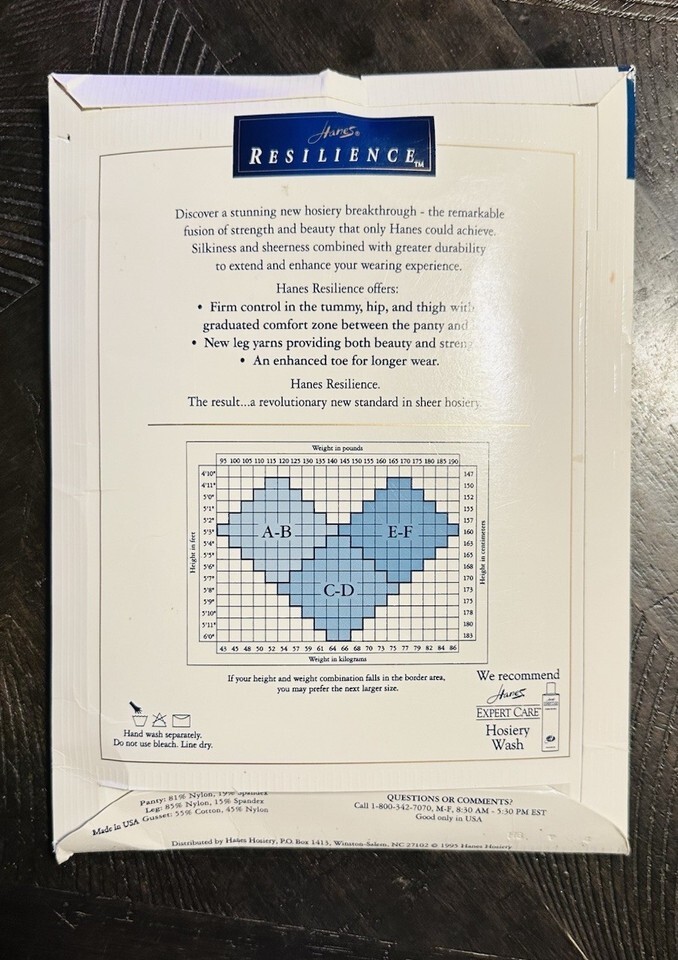 Hanes®
RESILIENCE™
Discover a stunning new hosiery breakthrough - the remarkable
fusion of strength and beauty that only Hanes could achieve.
Silkiness and sheerness combined with greater durability
to extend and enhance your wearing experience.
Hanes Resilience offers:
• Firm control in the tummy, hip, and thigh with
graduated comfort zone between the panty and
• New leg yarns providing both beauty and
• An enhanced toe for longer wear.
Hanes Resilience.
The result...a revolutionary new standard in sheer hosiery.
Weight in pounds
95 100 105 110 115 120 125 130 135 140 145 150 155 160 165 170 175 180 185 190
4'10" 147
4'11" 150
5'0" 152
5'1" 155
5'2" 157
5'3" A-B E-F 160
5'4" 163
5'5" 165
5'6" 168
5'7" 170
5'8" C-D 173
5'9" 175
5'10" 178
5'11" 180
6'0" 183
Height in feet
Height in centimeters
43 45 48 50 52 54 57 59 61 64 66 68 70 73 75 77 79 82 84 86
Weight in kilograms
If your height and weight combination falls in the border area,
you may prefer the next larger size.
We recommend
Hanes
EXPERT CARE
Hosiery
Wash
Hand wash separately.
Do not use bleach. Line dry.
Panty: 81% Nylon, 19% Spandex
Leg: 85% Nylon, 15% Spandex
Made in USA Gusset: 55% Cotton, 45% Nylon
QUESTIONS OR COMMENTS?
Call 1-800-342-7070, M-F, 8:30 AM - 5:30 PM EST
Good only in USA
Distributed by Hanes Hosiery, P.O. Box 1413, Winston-Salem, NC 27102 © 1995 Hanes Hosiery